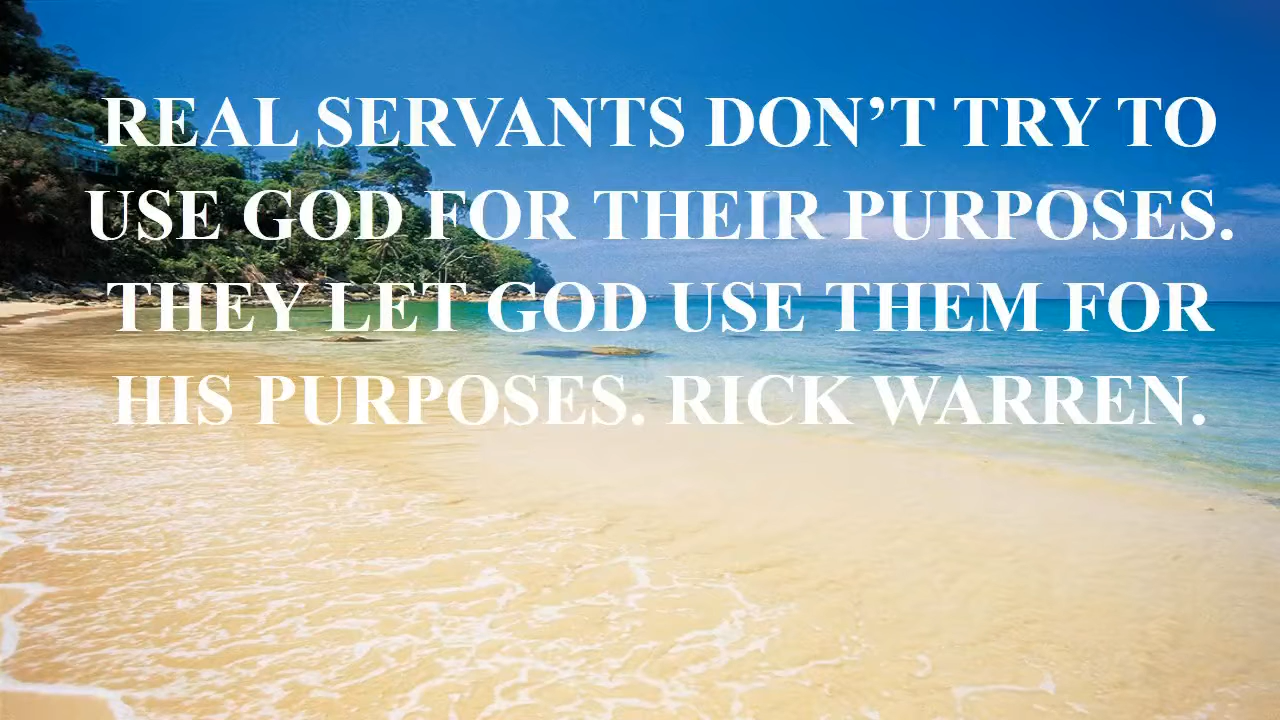 REAL SERVANTS DON’T TRY TO
USE GOD FOR THEIR PURPOSES.
THEY LET GOD USE THEM FOR
HIS PURPOSES. RICK WARREN.